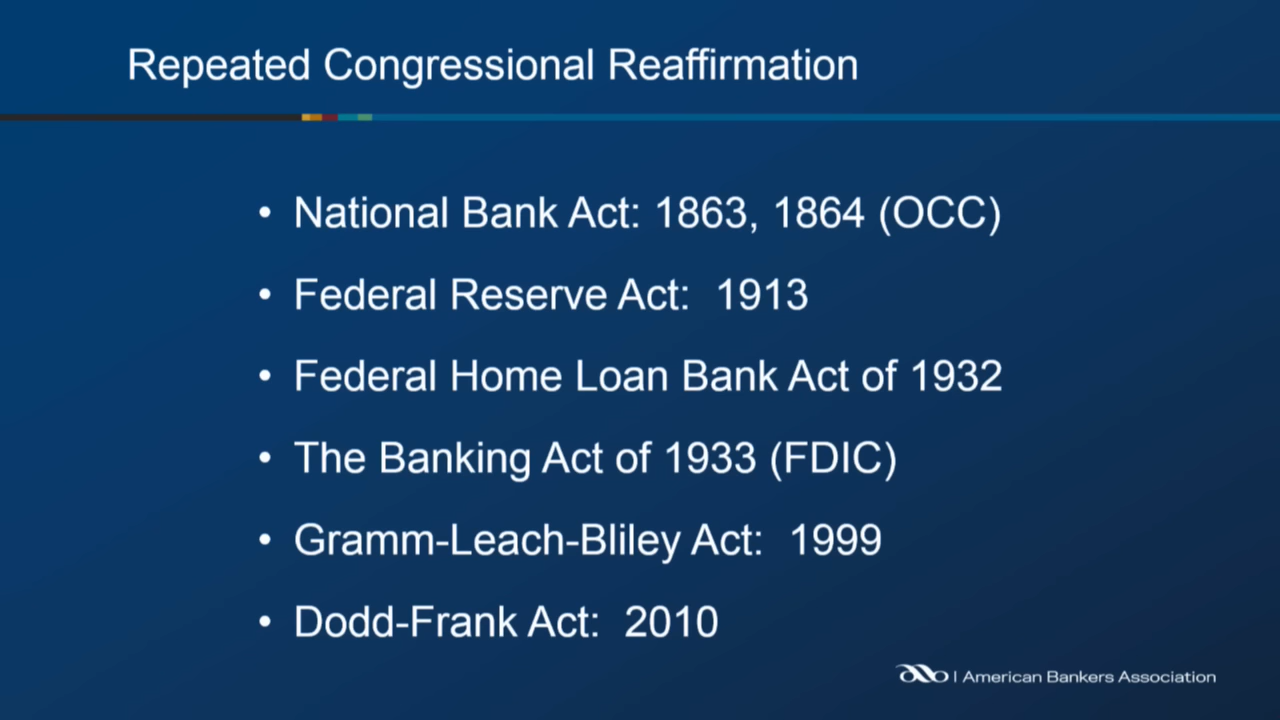 Repeated Congressional Reaffirmation
• National Bank Act: 1863, 1864 (OCC)
• Federal Reserve Act:  1913
• Federal Home Loan Bank Act of 1932
• The Banking Act of 1933 (FDIC)
• Gramm-Leach-Bliley Act:  1999
• Dodd-Frank Act:  2010
| American Bankers Association